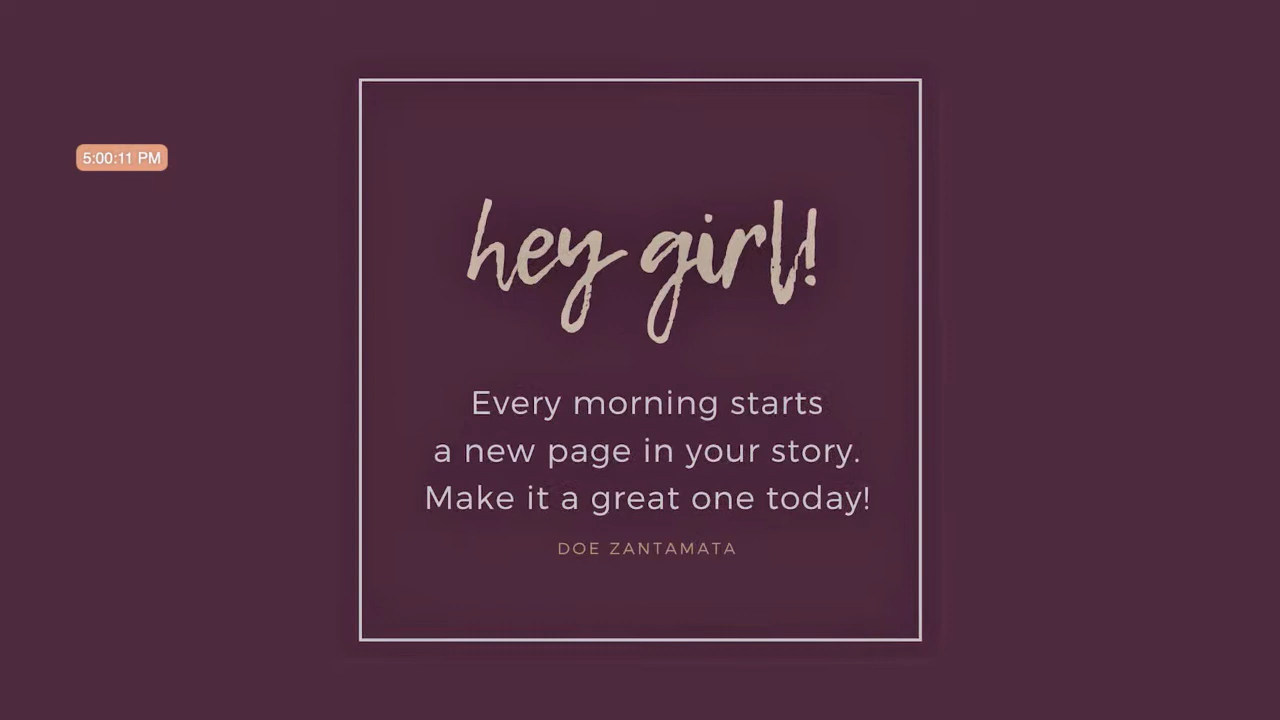 5:00:11 PM
hey girl!
Every morning starts
a new page in your story.
Make it a great one today!
DOE ZANTAMATA